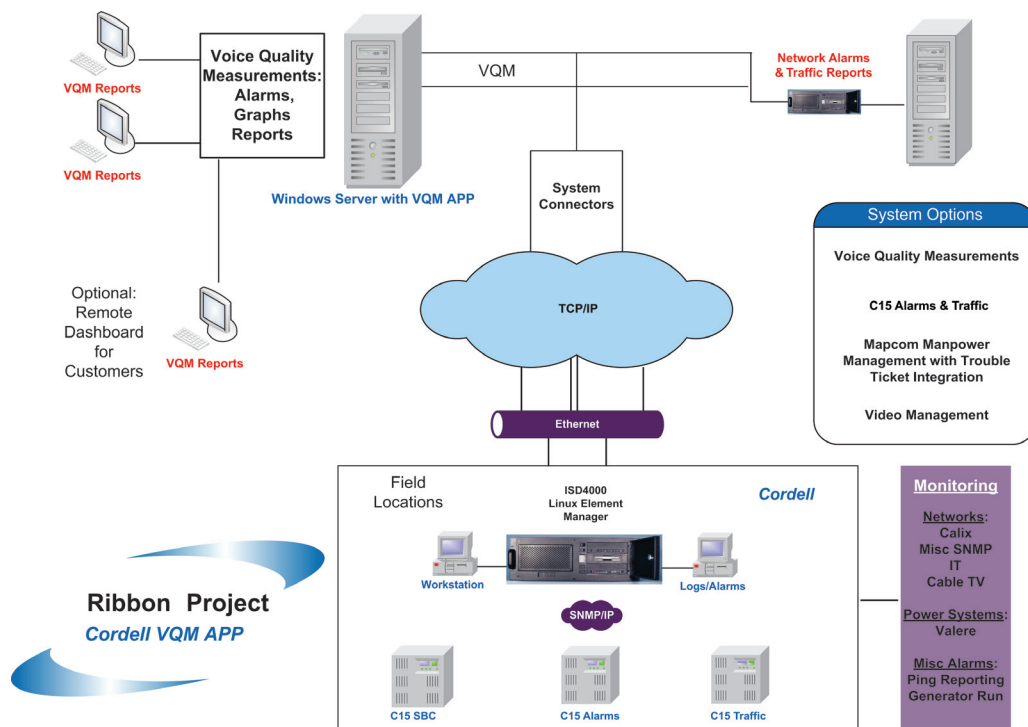 VQM Reports
VQM Reports
Voice Quality
Measurements:
Alarms,
Graphs
Reports
Windows Server with VQM APP
VQM
Network Alarms
& Traffic Reports
System
Connectors
TCP/IP
Ethernet
Optional:
Remote
Dashboard
for
Customers
VQM Reports
System Options
Voice Quality Measurements
C15 Alarms & Traffic
Mapcom Manpower
Management with Trouble
Ticket Integration
Video Management
Field
Locations
ISD4000
Linux Element
Manager
Cordell
Workstation
Logs/Alarms
SNMP/IP
C15 SBC
C15 Alarms
C15 Traffic
Monitoring
Networks:
Calix
Misc SNMP
IT
Cable TV
Power Systems:
Valere
Misc Alarms:
Ping Reporting
Generator Run
Ribbon Project
Cordell VQM APP